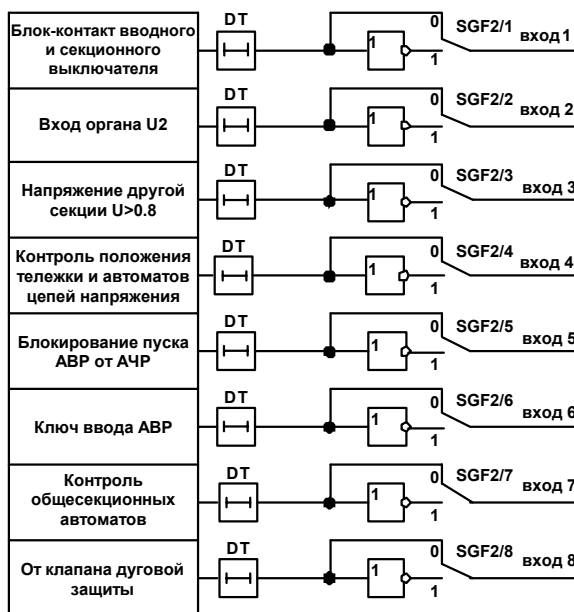 Блок-контакт вводного
и секционного
выключателя
DT
1
0
1
SGF2/1
вход 1
Вход органа U2
DT
1
0
1
SGF2/2
вход 2
Напряжение другой
секции U>0.8
DT
1
0
1
SGF2/3
вход 3
Контроль положения
тележки и автоматов
цепей напряжения
DT
1
0
1
SGF2/4
вход 4
Блокирование пуска
АВР от АЧР
DT
1
0
1
SGF2/5
вход 5
Ключ ввода АВР
DT
1
0
1
SGF2/6
вход 6
Контроль
общесекционных
автоматов
DT
1
0
1
SGF2/7
вход 7
От клапана дуговой
защиты
DT
1
0
1
SGF2/8
вход 8